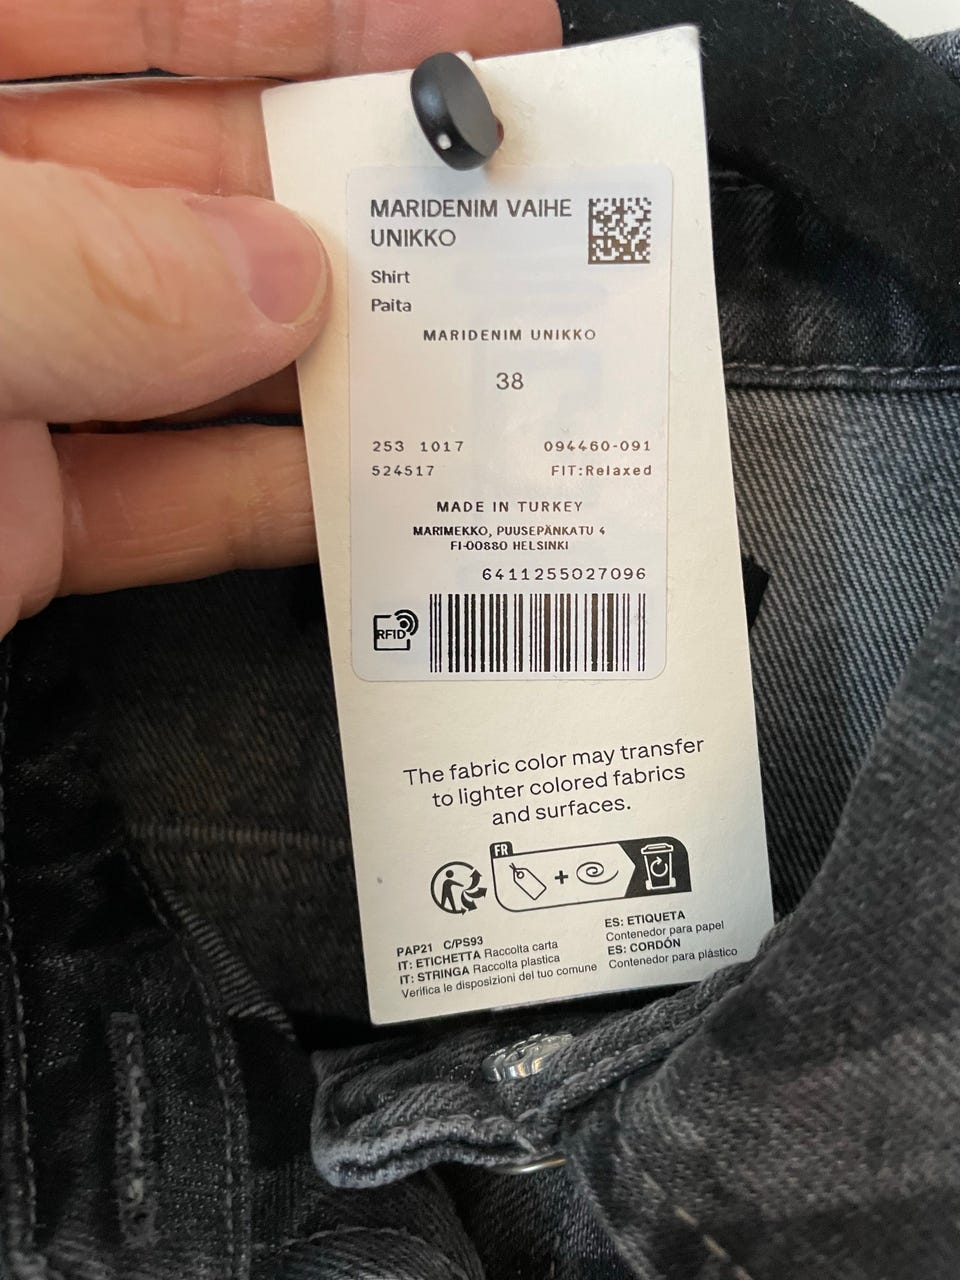 MARIDENIM VAIHE
UNIKKO
Shirt
Paita
MARIDENIM UNIKKO
38
253 1017 094460-091
524517 FIT:Relaxed
MADE IN TURKEY
MARIMEKKO, PUUSEPÄNKATU 4
FI-00880 HELSINKI
6411255027096
RFID
The fabric color may transfer
to lighter colored fabrics
and surfaces.
FR
+
PAP21 C/PS93
IT: ETICHETTA Raccolta carta
IT: STRINGA Raccolta plastica
Verifica le disposizioni del tuo comune
ES: ETIQUETA
Contenedor para papel
ES: CORDÓN
Contenedor para plástico